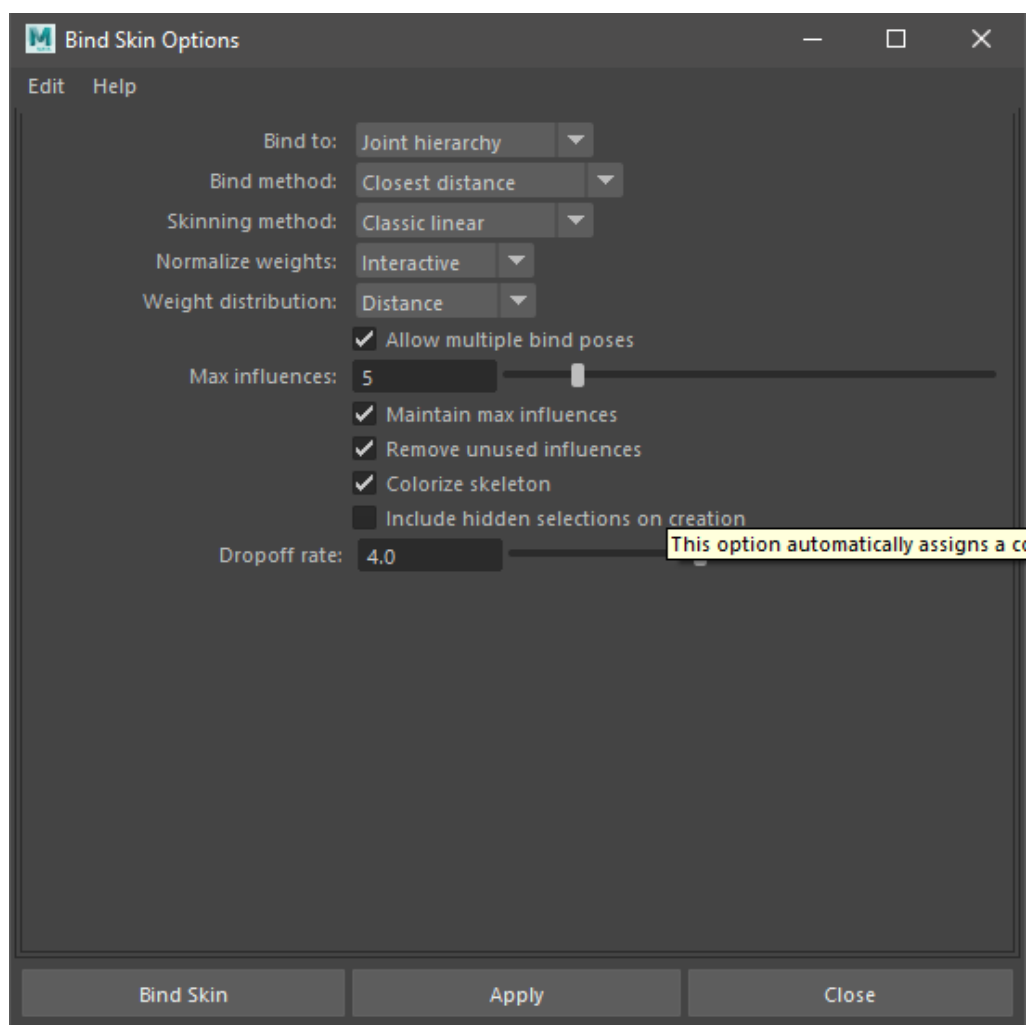 Bind Skin Options
Edit Help
Bind to: Joint hierarchy
Bind method: Closest distance
Skinning method: Classic linear
Normalize weights: Interactive
Weight distribution: Distance
Allow multiple bind poses
Max influences: 5
Maintain max influences
Remove unused influences
Colorize skeleton
Include hidden selections on creation
This option automatically assigns a
Dropoff rate: 4.0
Bind Skin Apply Close